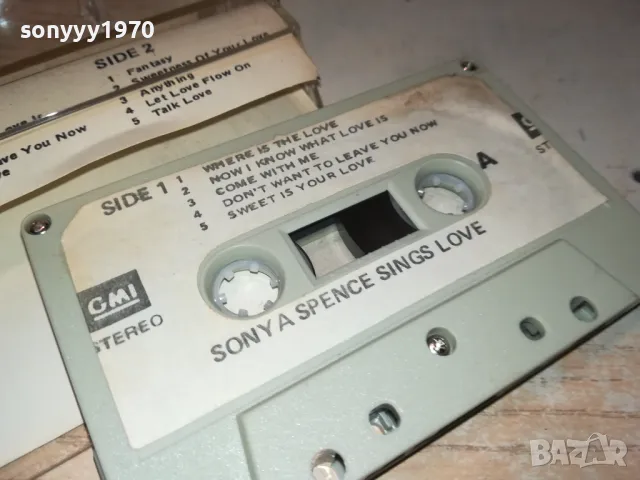 sonyyy1970
SIDE 2
1 Fantasy
2 Sweetness Of Your Love
3 Anything
4 Let Love Flow On
5 Talk Love
ave You Now
SIDE 1
1 WHERE IS THE LOVE
2 NOW I KNOW WHAT LOVE IS
3 COME WITH ME
4 DON'T WANT TO LEAVE YOU NOW
5 SWEET IS YOUR LOVE
A
GMI
STEREO
ST
SONYA SPENCE SINGS LOVE
BAZAR